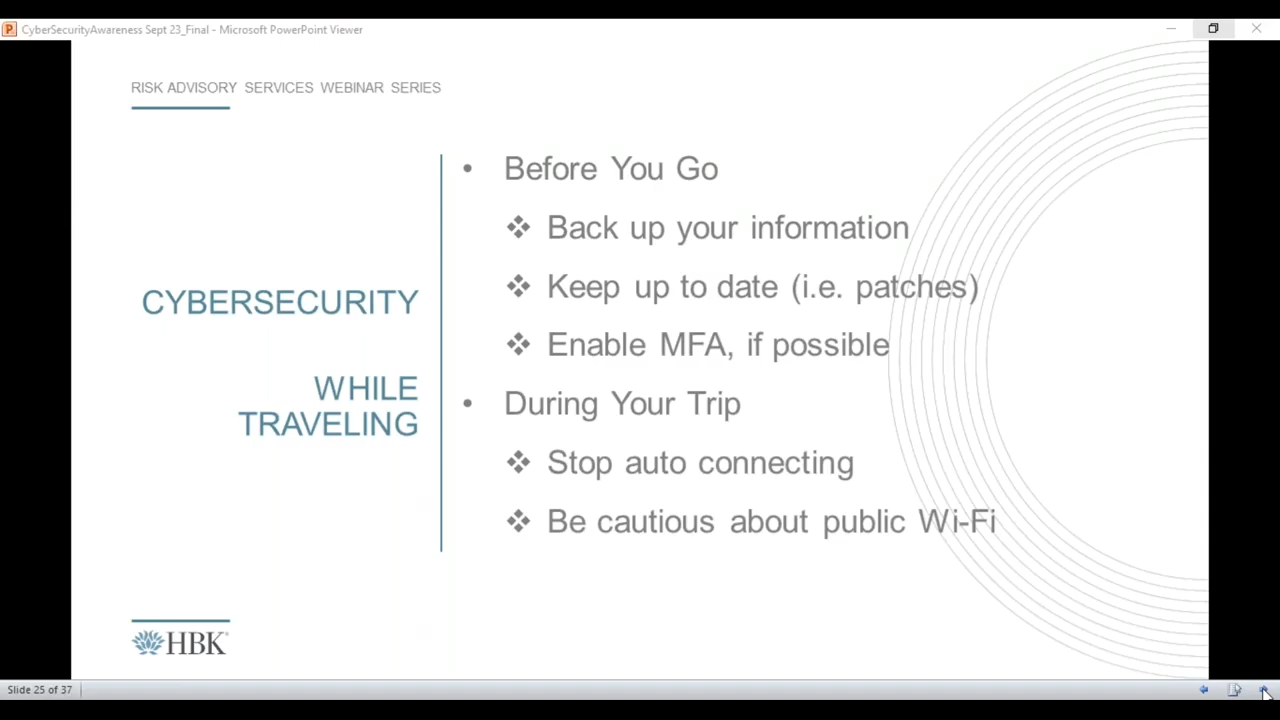 CyberSecurityAwareness Sept 23_Final - Microsoft PowerPoint Viewer
RISK ADVISORY SERVICES WEBINAR SERIES
CYBERSECURITY
WHILE
TRAVELING
• Before You Go
❖ Back up your information
❖ Keep up to date (i.e. patches)
❖ Enable MFA, if possible
• During Your Trip
❖ Stop auto connecting
❖ Be cautious about public Wi-Fi
HBK
Slide 25 of 37